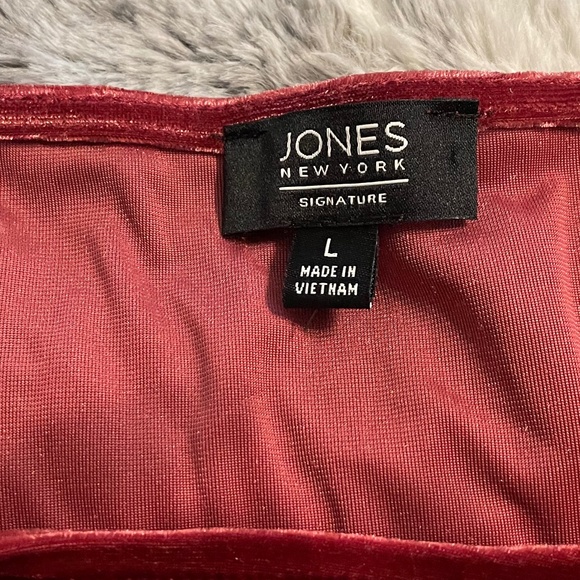 JONES
NEW YORK
SIGNATURE
L
MADE IN
VIETNAM